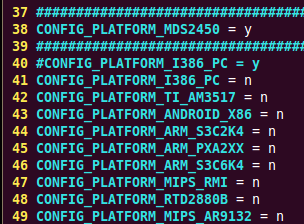 37 ##################################
38 CONFIG_PLATFORM_MDS2450 = y
39 ##################################
40 #CONFIG_PLATFORM_I386_PC = y
41 CONFIG_PLATFORM_I386_PC = n
42 CONFIG_PLATFORM_TI_AM3517 = n
43 CONFIG_PLATFORM_ANDROID_X86 = n
44 CONFIG_PLATFORM_ARM_S3C2K4 = n
45 CONFIG_PLATFORM_ARM_PXA2XX = n
46 CONFIG_PLATFORM_ARM_S3C6K4 = n
47 CONFIG_PLATFORM_MIPS_RMI = n
48 CONFIG_PLATFORM_RTD2880B = n
49 CONFIG_PLATFORM_MIPS_AR9132 = n